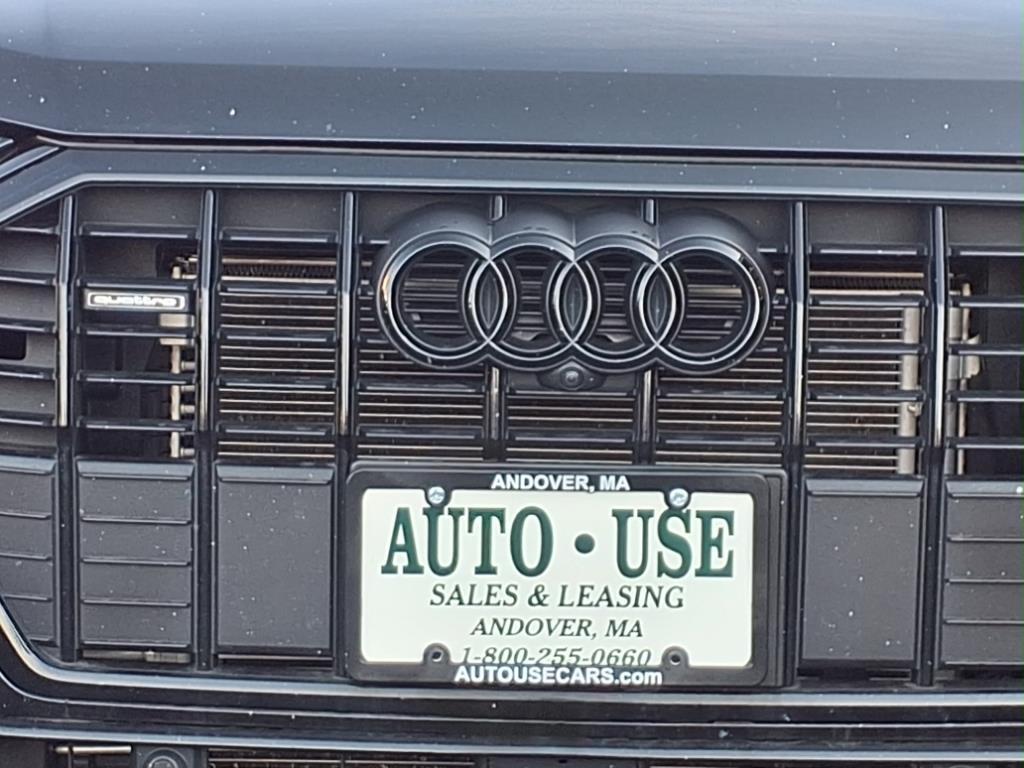 quattro
ANDOVER, MA
AUTO • USE
SALES & LEASING
ANDOVER, MA
1-800-255-0660
AUTOUSECARS.com